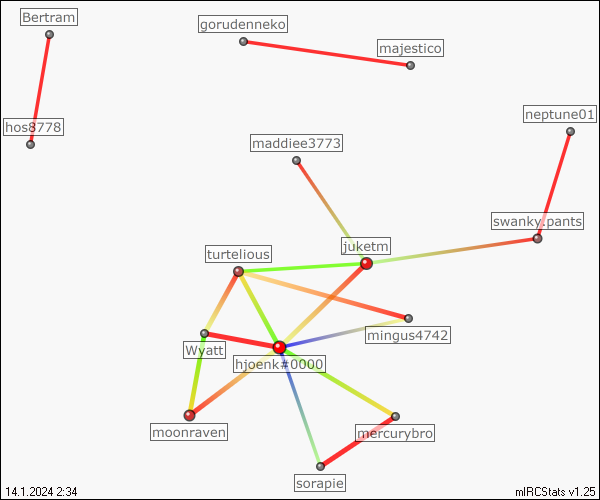 Bertram
gorudenneko
majestico
neptune01
hos8778
maddiee3773
swanky.pants
juketm
turtelious
mingus4742
Wyatt
hjoenk#0000
moonraven
mercurybro
sorapie
14.1.2024 2:34
mIRCStats v1.25